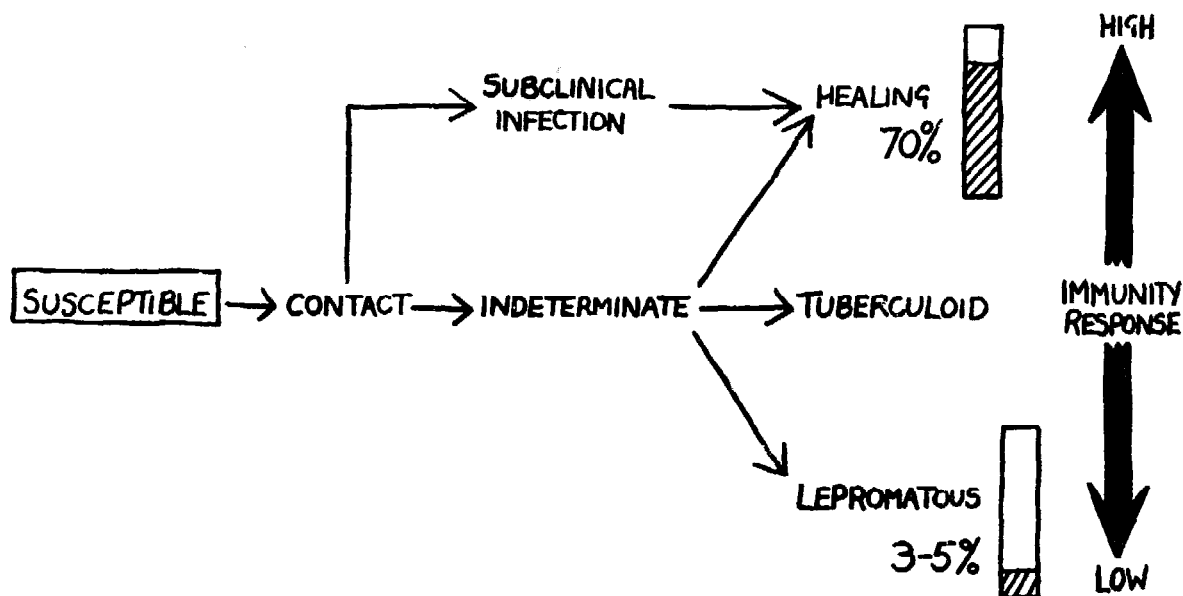 HIGH
SUBCLINICAL
INFECTION
HEALING
70%
SUSCEPTIBLE
CONTACT
INDETERMINATE
TUBERCULOID
IMMUNITY
RESPONSE
LEPROMATOUS
3-5%
LOW